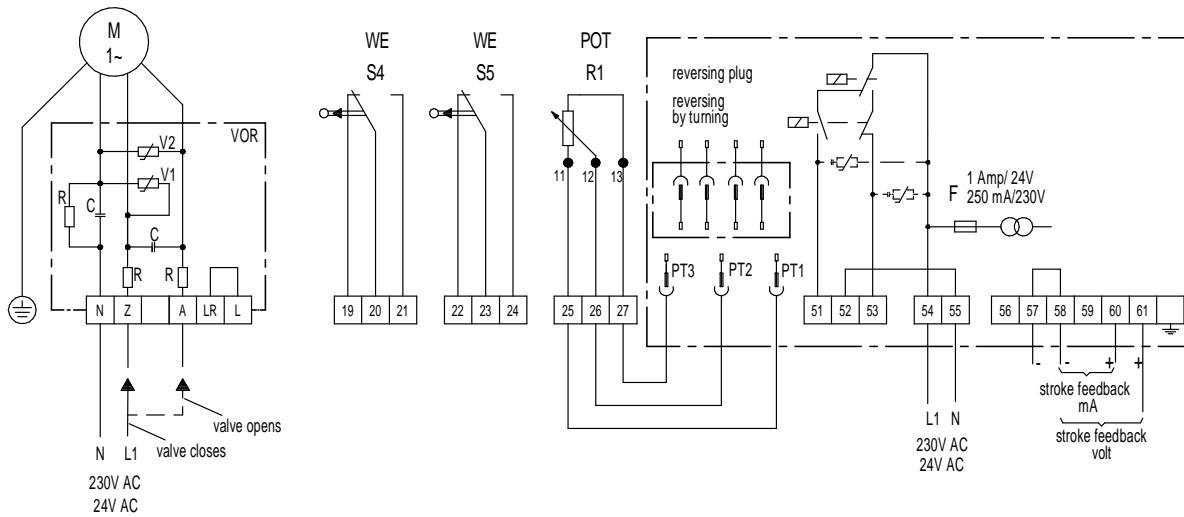 M
1~
VOR
V2
V1
R
C
C
R
R
N Z A LR L
valve opens
valve closes
N L1
230V AC
24V AC
WE
S4
19 20 21
WE
S5
22 23 24
POT
R1
11 12 13
25 26 27
reversing plug
reversing
by turning
PT3 PT2 PT1
F
1 Amp/ 24V
250 mA/230V
51 52 53
54 55
56 57 58 59 60 61
- - + +
stroke feedback
mA
stroke feedback
volt
L1 N
230V AC
24V AC